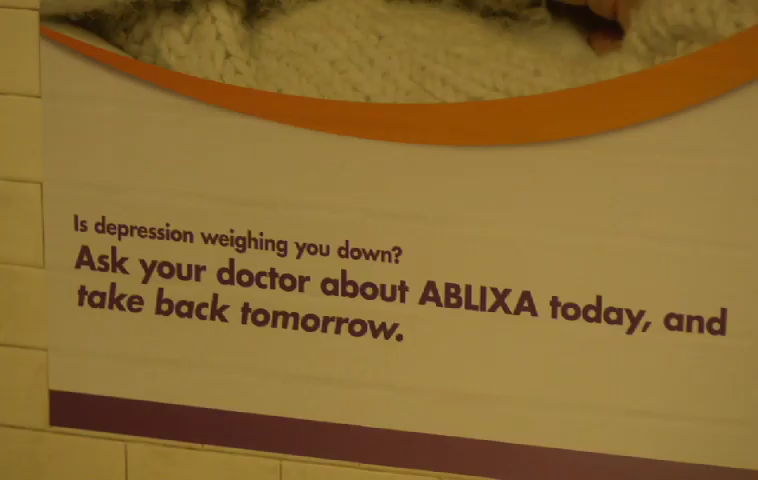 Is depression weighing you down?
Ask your doctor about ABLIXA today, and
take back tomorrow.